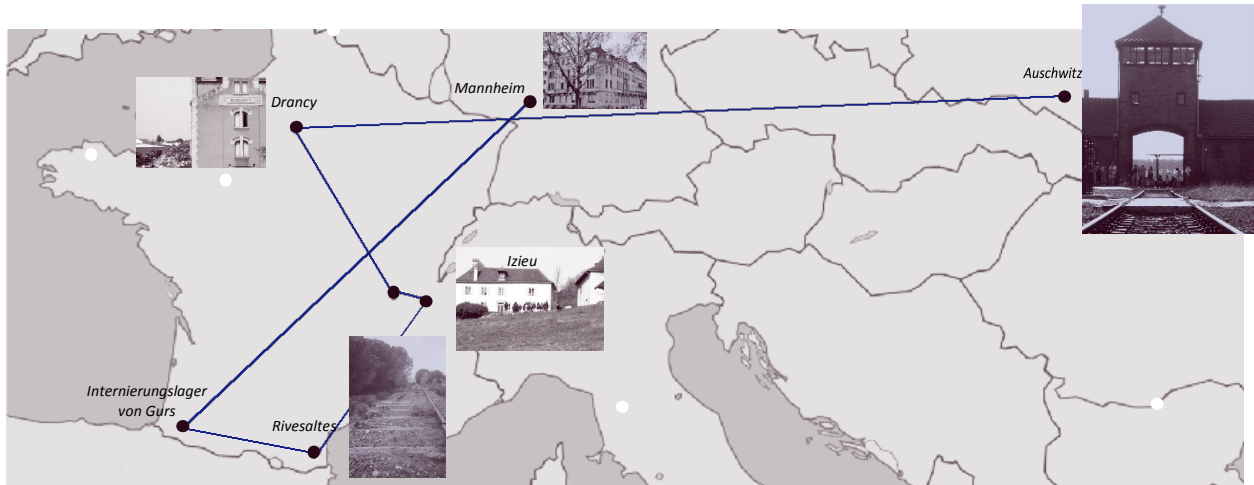 Auschwitz
Mannheim
Drancy
Izieu
Internierungslager
von Gurs
Rivesaltes